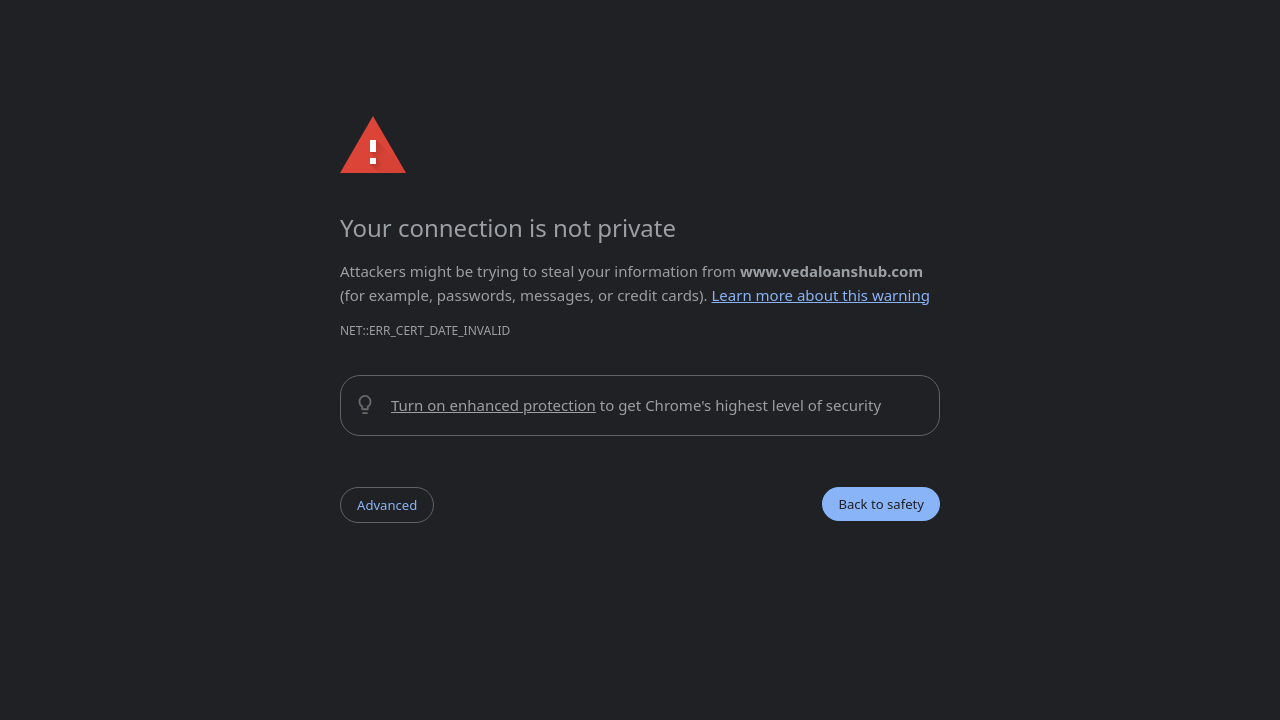 Your connection is not private
Attackers might be trying to steal your information from www.vedaloanshub.com
(for example, passwords, messages, or credit cards). Learn more about this warning
NET::ERR_CERT_DATE_INVALID
Turn on enhanced protection to get Chrome's highest level of security
Advanced
Back to safety